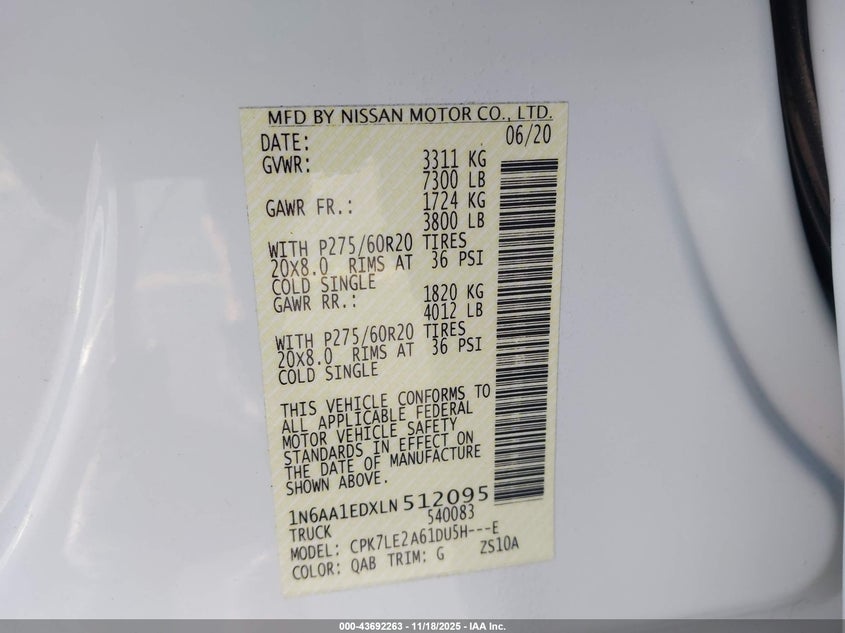 MFD BY NISSAN MOTOR CO., LTD.
DATE: 06/20
GVWR: 3311 KG
7300 LB
GAWR FR.: 1724 KG
3800 LB
WITH P275/60R20 TIRES
20X8.0 RIMS AT 36 PSI
COLD SINGLE
GAWR RR.: 1820 KG
4012 LB
WITH P275/60R20 TIRES
20X8.0 RIMS AT 36 PSI
COLD SINGLE
THIS VEHICLE CONFORMS TO
ALL APPLICABLE FEDERAL
MOTOR VEHICLE SAFETY
STANDARDS IN EFFECT ON
THE DATE OF MANUFACTURE
SHOWN ABOVE.
1N6AA1EDXLN512095
TRUCK 540083
MODEL: CPK7LE2A61DU5H---E
COLOR: QAB TRIM: G ZS10A
000-43692263 - 11/18/2025 - IAA Inc.